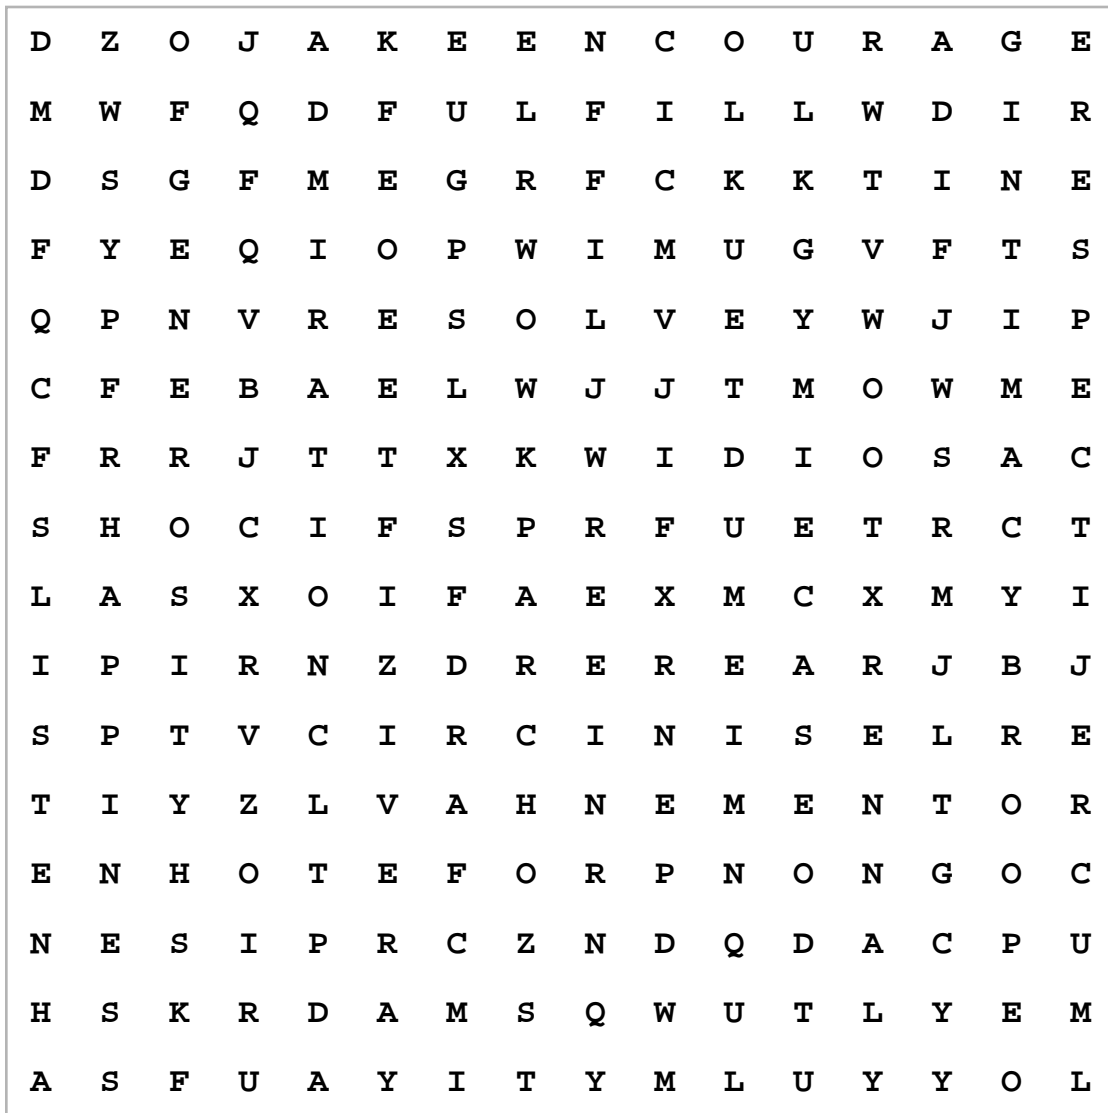 D Z O J A K E E N C O U R A G E
M W F Q D F U L F I L L W D I R
D S G F M E G R F C K K T I N E
F Y E Q I O P W I M U G V F T S
Q P N V R E S O L V E Y W J I P
C F E B A E L W J J T M O W M E
F R R J T T X K W I D I O S A C
S H O C I F S P R F U E T R C T
L A S X O I F A E X M C X M Y I
I P I R N Z D R E R E A R J B J
S P T V C I R C I N I S E L R E
T I Y Z L V A H N E M E N T O R
E N H O T E F O R P N O N G O C
N E S I P R C Z N D Q D A C P U
H S K R D A M S Q W U T L Y E M
A S F U A Y I T Y M L U Y Y O L